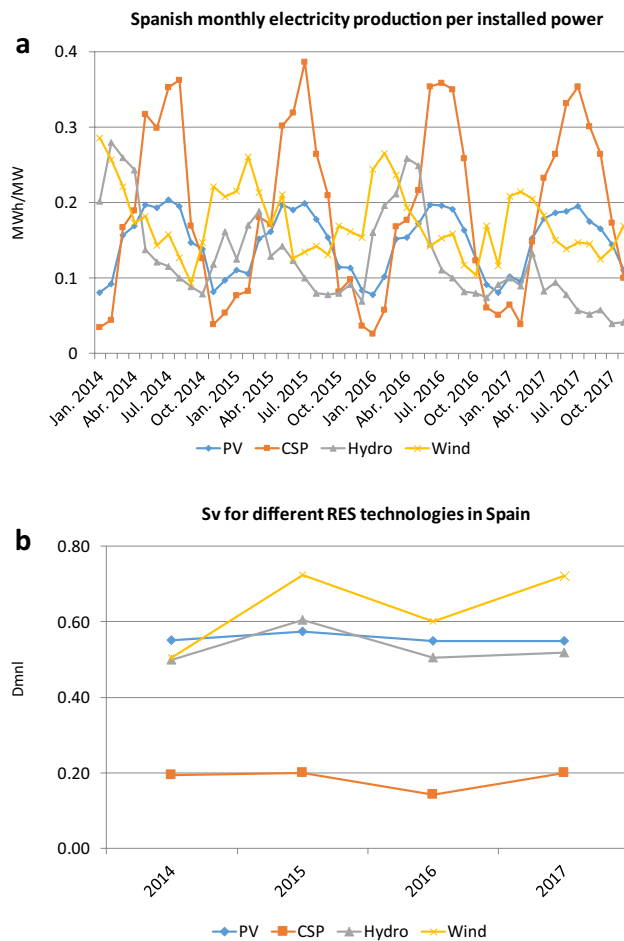 Spanish monthly electricity production per installed power
a
0.4
0.3
0.2
0.1
0
MWh/MW
Jan. 2014
Abr. 2014
Jul. 2014
Oct. 2014
Jan. 2015
Abr. 2015
Jul. 2015
Oct. 2015
Jan. 2016
Abr. 2016
Jul. 2016
Oct. 2016
Jan. 2017
Abr. 2017
Jul. 2017
Oct. 2017
PV CSP Hydro Wind
Sv for different RES technologies in Spain
b
0.80
0.60
0.40
0.20
0.00
Dmnl
2014
2015
2016
2017
PV CSP Hydro Wind